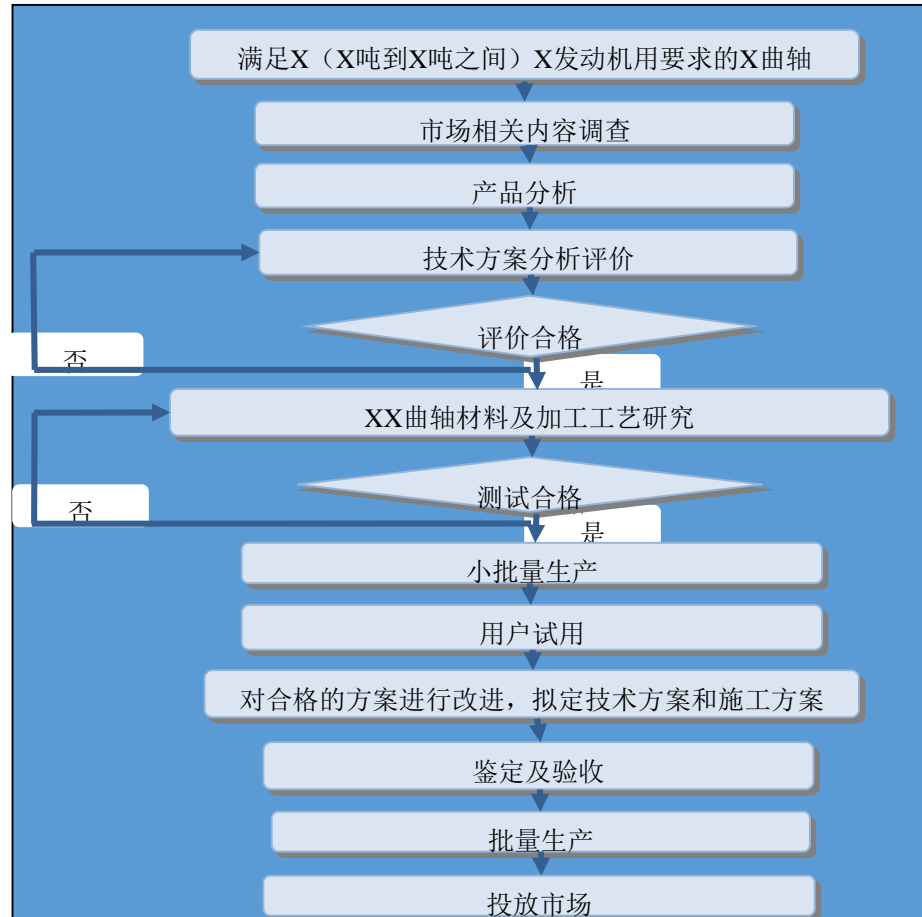 满足X（X吨到X吨之间）X发动机用要求的X曲轴
市场相关内容调查
产品分析
技术方案分析评价
评价合格
否
是
XX曲轴材料及加工工艺研究
测试合格
否
是
小批量生产
用户试用
对合格的方案进行改进，拟定技术方案和施工方案
鉴定及验收
批量生产
投放市场